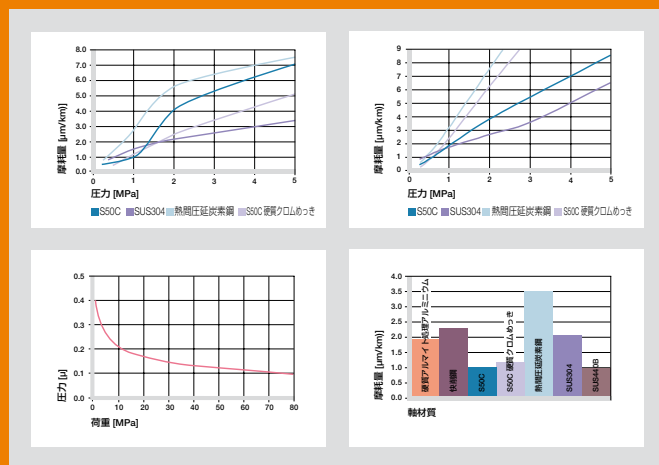 8.0
7.0
6.0
5.0
4.0
3.0
2.0
1.0
0.0
摩耗量 [μm/km)]
0 1 2 3 4 5
圧力 [MPa]
S50C SUS304 熱間圧延炭素鋼 S50C 硬質クロムめっき
9
8
7
6
5
4
3
2
1
0
摩耗量 [μm/km)]
0 1 2 3 4 5
圧力 [MPa]
S50C SUS304 熱間圧延炭素鋼 S50C 硬質クロムめっき
0.5
0.4
0.3
0.2
0.1
0.0
圧力 [μ]
0 10 20 30 40 50 60 70 80
荷重 [MPa]
4.0
3.5
3.0
2.5
2.0
1.5
1.0
0.5
0.0
摩耗量 [μm/km)]
硬質アルマイト処理アルミニウム
快削鋼
S50C
S50C 硬質クロムめっき
熱間圧延炭素鋼
SUS304
SUS440B
軸材質